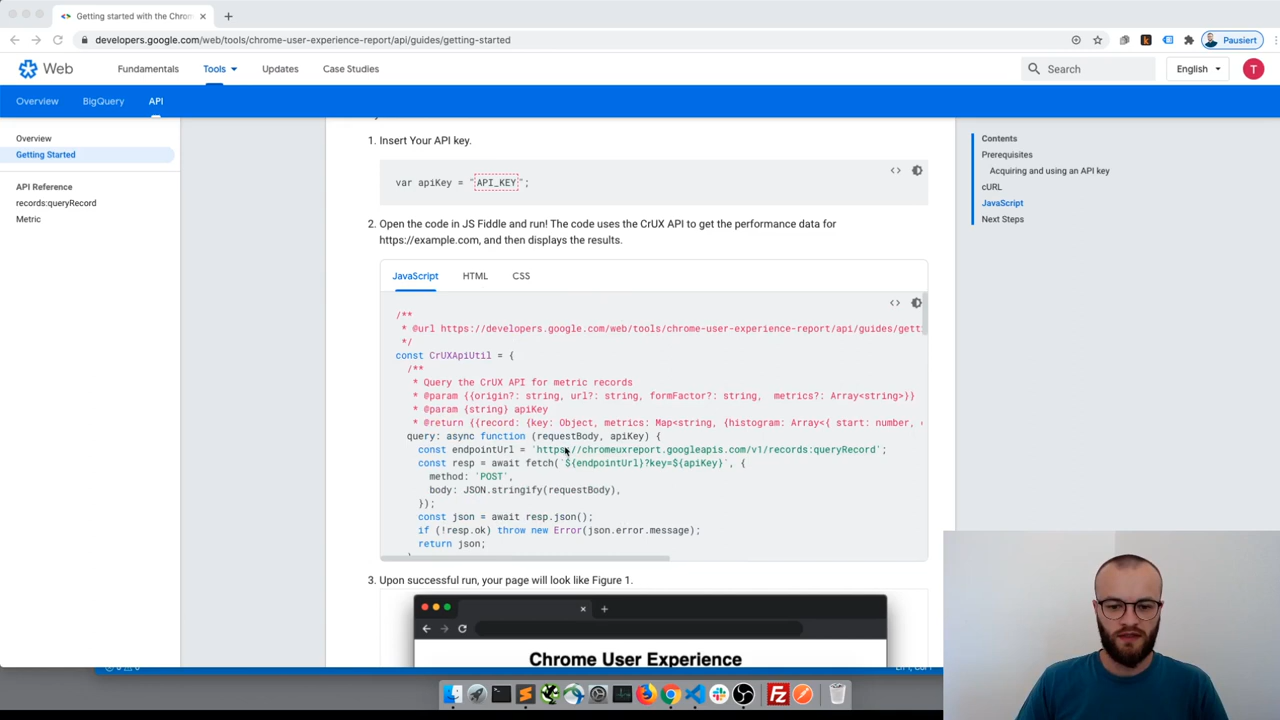 Getting started with the Chrom
developers.google.com/web/tools/chrome-user-experience-report/api/guides/getting-started
Pausiert
Web
Fundamentals
Tools
Updates
Case Studies
Search
English
T
Overview
BigQuery
API
Overview
Getting Started
API Reference
records:queryRecord
Metric
1. Insert Your API key.
var apiKey = "API_KEY";
2. Open the code in JS Fiddle and run! The code uses the CrUX API to get the performance data for
https://example.com, and then displays the results.
JavaScript
HTML
CSS
/**
* @url https://developers.google.com/web/tools/chrome-user-experience-report/api/guides/gett
*/
const CrUXApiUtil = {
/**
* Query the CrUX API for metric records
* @param {{origin?: string, url?: string, formFactor?: string, metrics?: Array<string>}}
* @param {string} apiKey
* @return {{record: {key: Object, metrics: Map<string, {histogram: Array<{ start: number,
query: async function (requestBody, apiKey) {
const endpointUrl = `https://chromeuxreport.googleapis.com/v1/records:queryRecord`;
const resp = await fetch(`${endpointUrl}?key=${apiKey}`, {
method: 'POST',
body: JSON.stringify(requestBody),
});
const json = await resp.json();
if (!resp.ok) throw new Error(json.error.message);
return json;
3. Upon successful run, your page will look like Figure 1.
Chrome User Experience
Contents
Prerequisites
Acquiring and using an API key
cURL
JavaScript
Next Steps